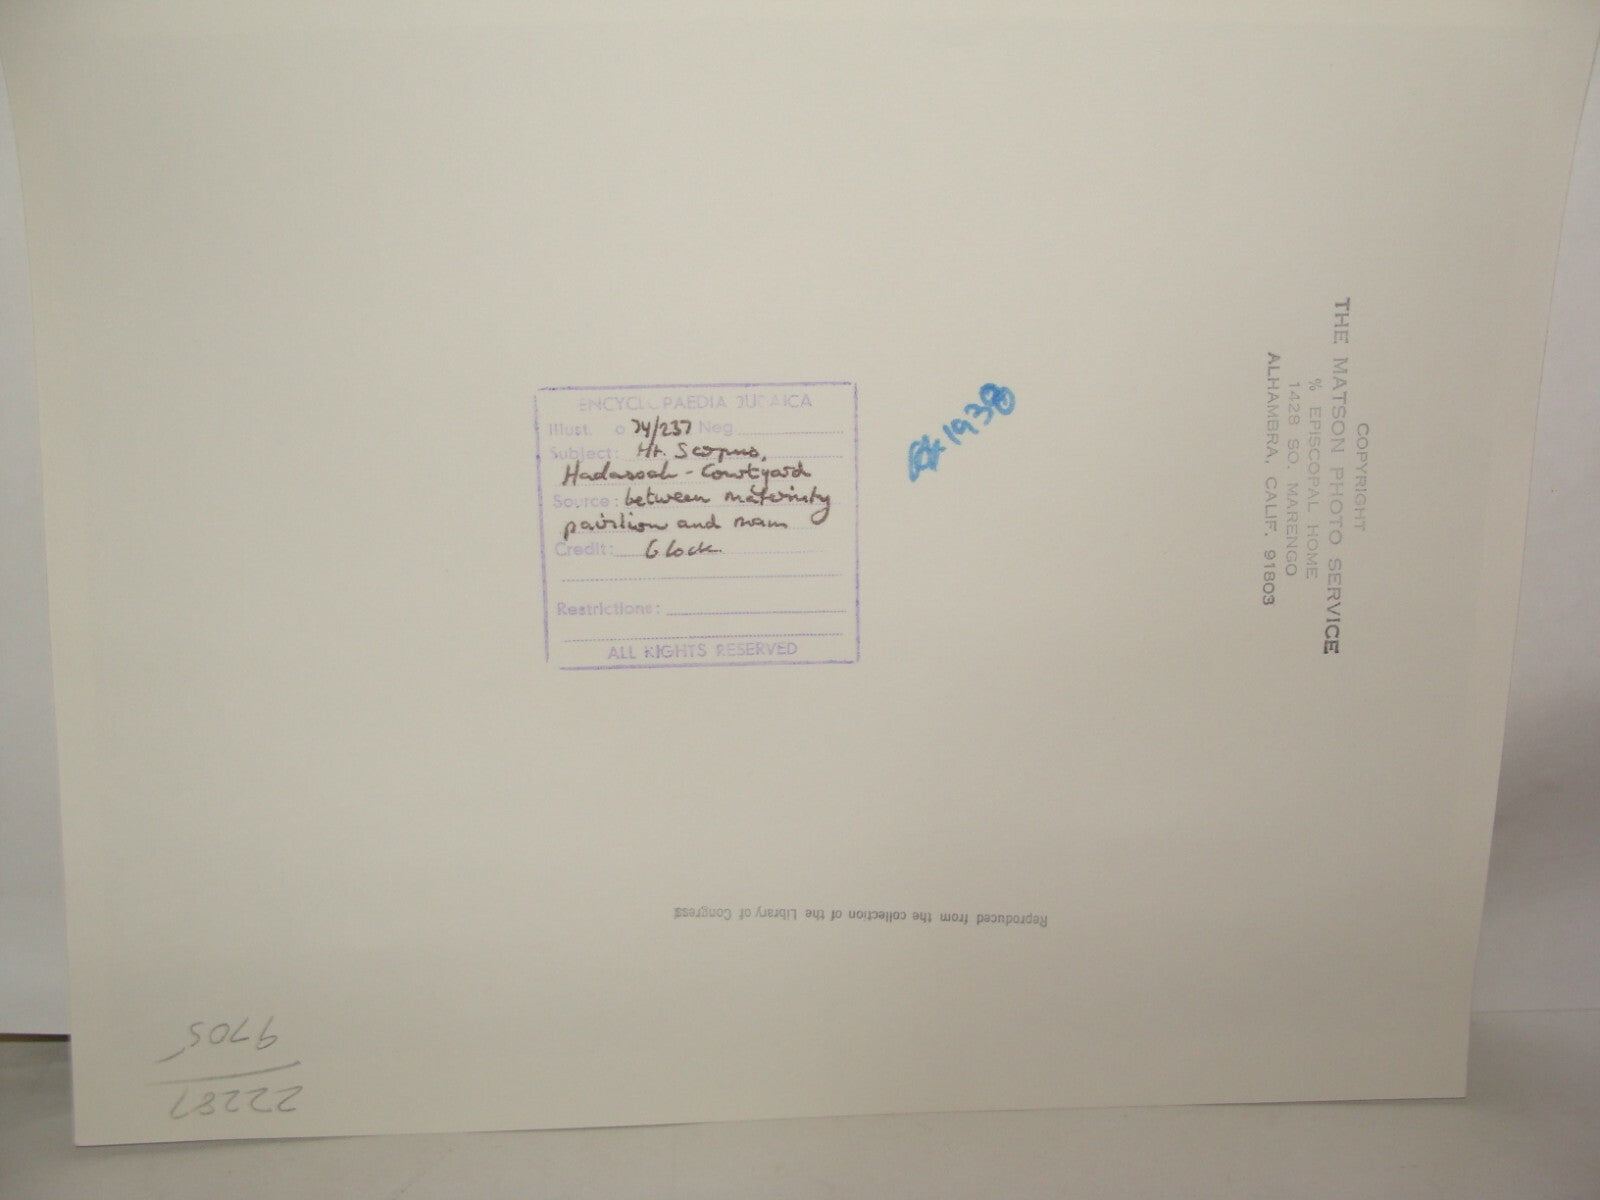 ENCYCLOPAEDIA JUDAICA
Illust. o 74/237 Neg
Subject: Mt. Scopus,
Hadassah - Courtyard
Source: between maternity
pavilion and main
Credit: Glock
Restrictions:
ALL RIGHTS RESERVED
1938
COPYRIGHT
THE MATSON PHOTO SERVICE
% EPISCOPAL HOME
1428 SO. MARENGO
ALHAMBRA, CALIF. 91803
Reproduced from the collection of the Library of Congress
22287
9705